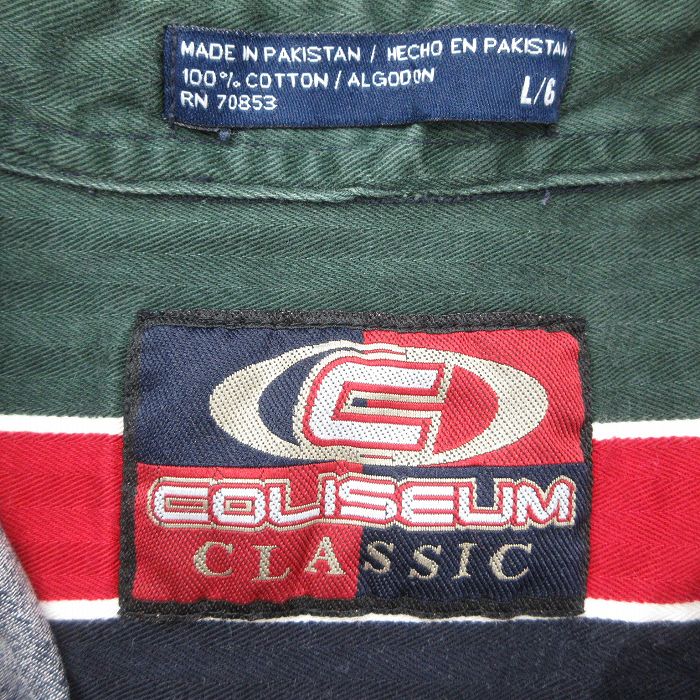 MADE IN PAKISTAN / HECHO EN PAKISTAN
100% COTTON / ALGODON
RN 70853
L/G
C
COLISEUM
CLASSIC